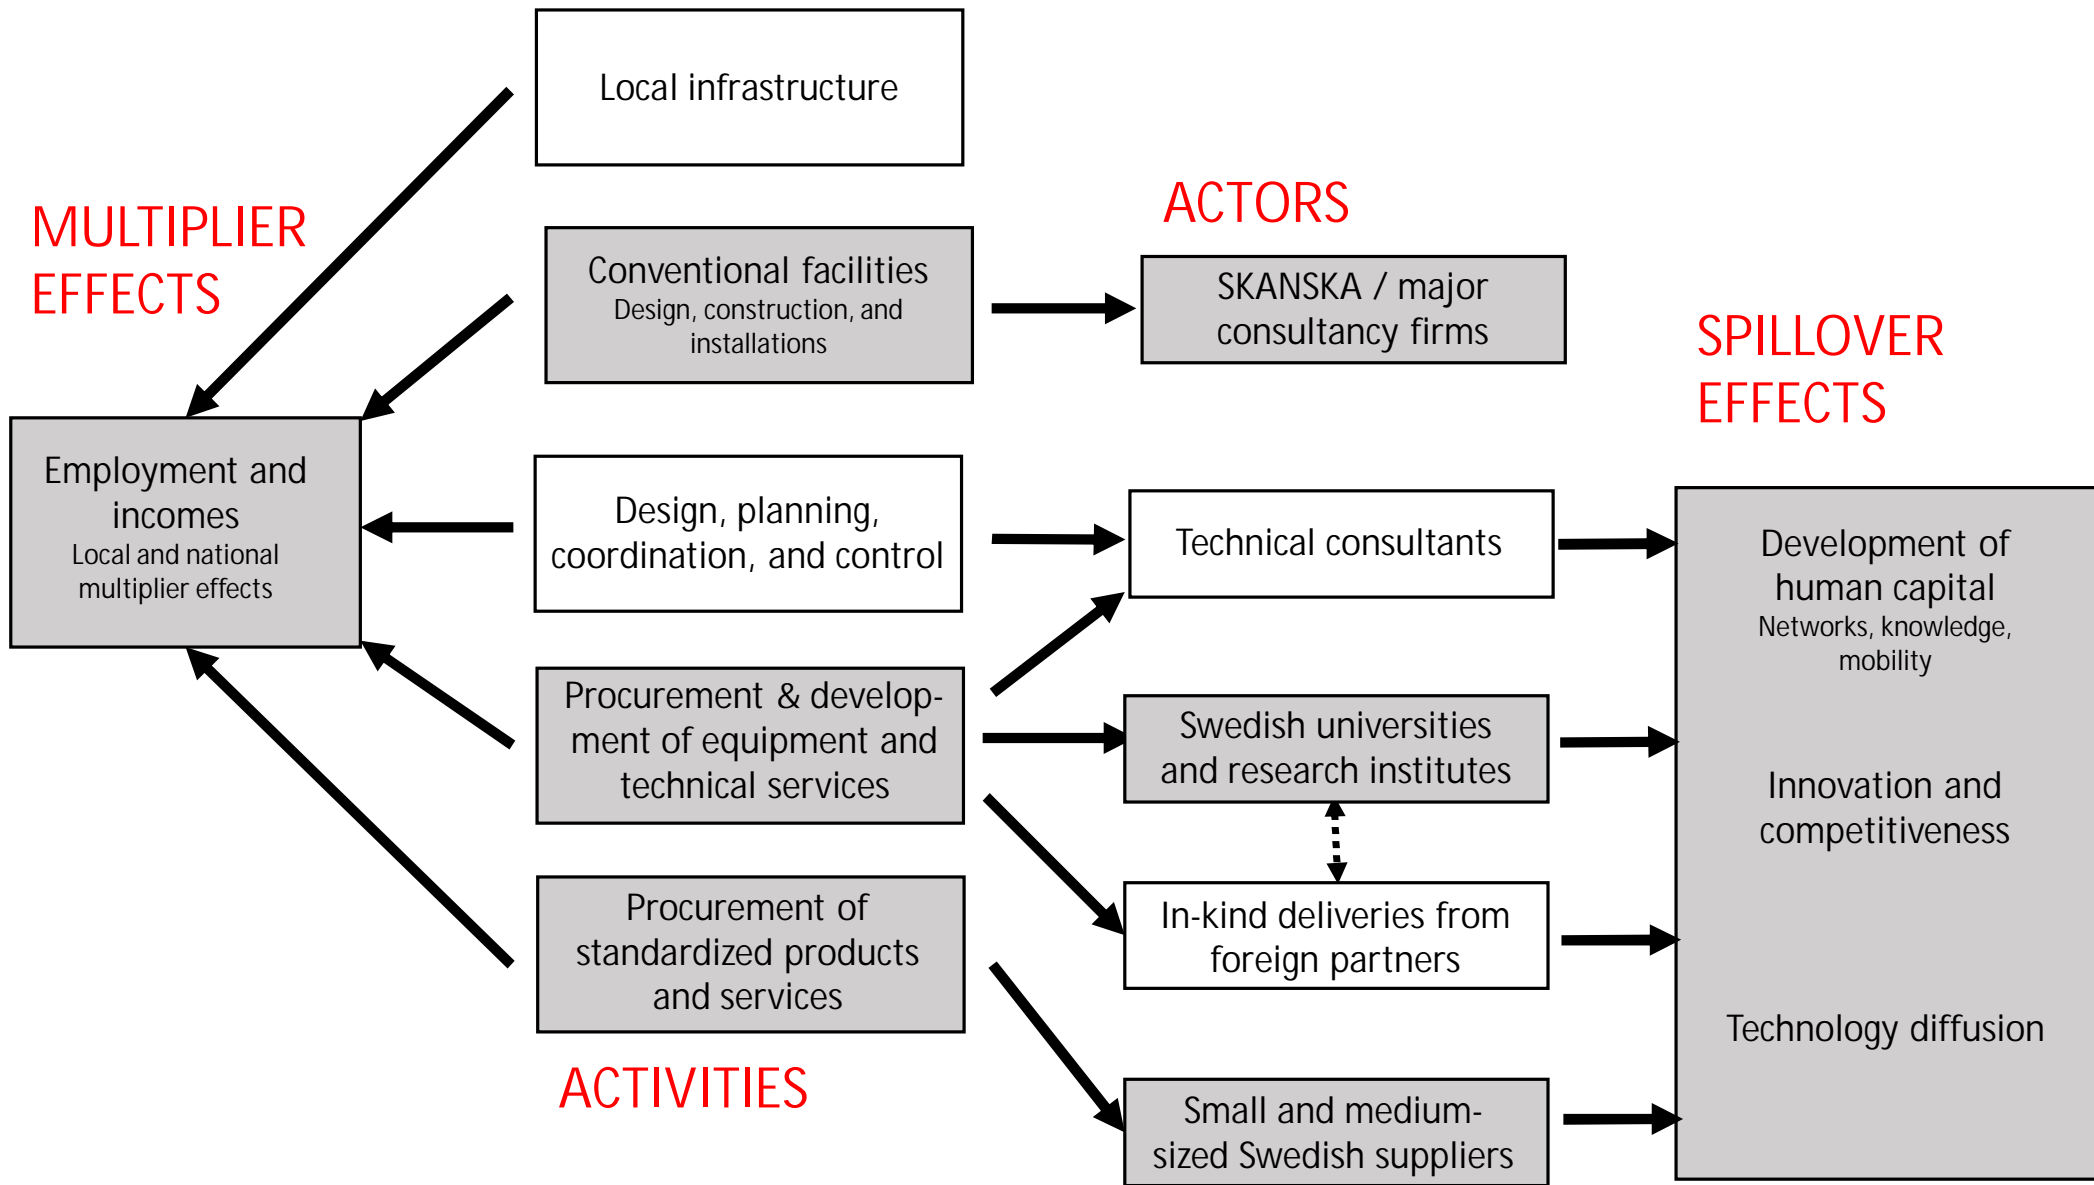 Local infrastructure
MULTIPLIER
EFFECTS
ACTORS
Conventional facilities
Design, construction, and
installations
SKANSKA / major
consultancy firms
SPILLOVER
EFFECTS
Employment and
incomes
Local and national
multiplier effects
Design, planning,
coordination, and control
Technical consultants
Development of
human capital
Networks, knowledge,
mobility
Procurement & develop-
ment of equipment and
technical services
Swedish universities
and research institutes
Innovation and
competitiveness
Procurement of
standardized products
and services
In-kind deliveries from
foreign partners
Technology diffusion
ACTIVITIES
Small and medium-
sized Swedish suppliers